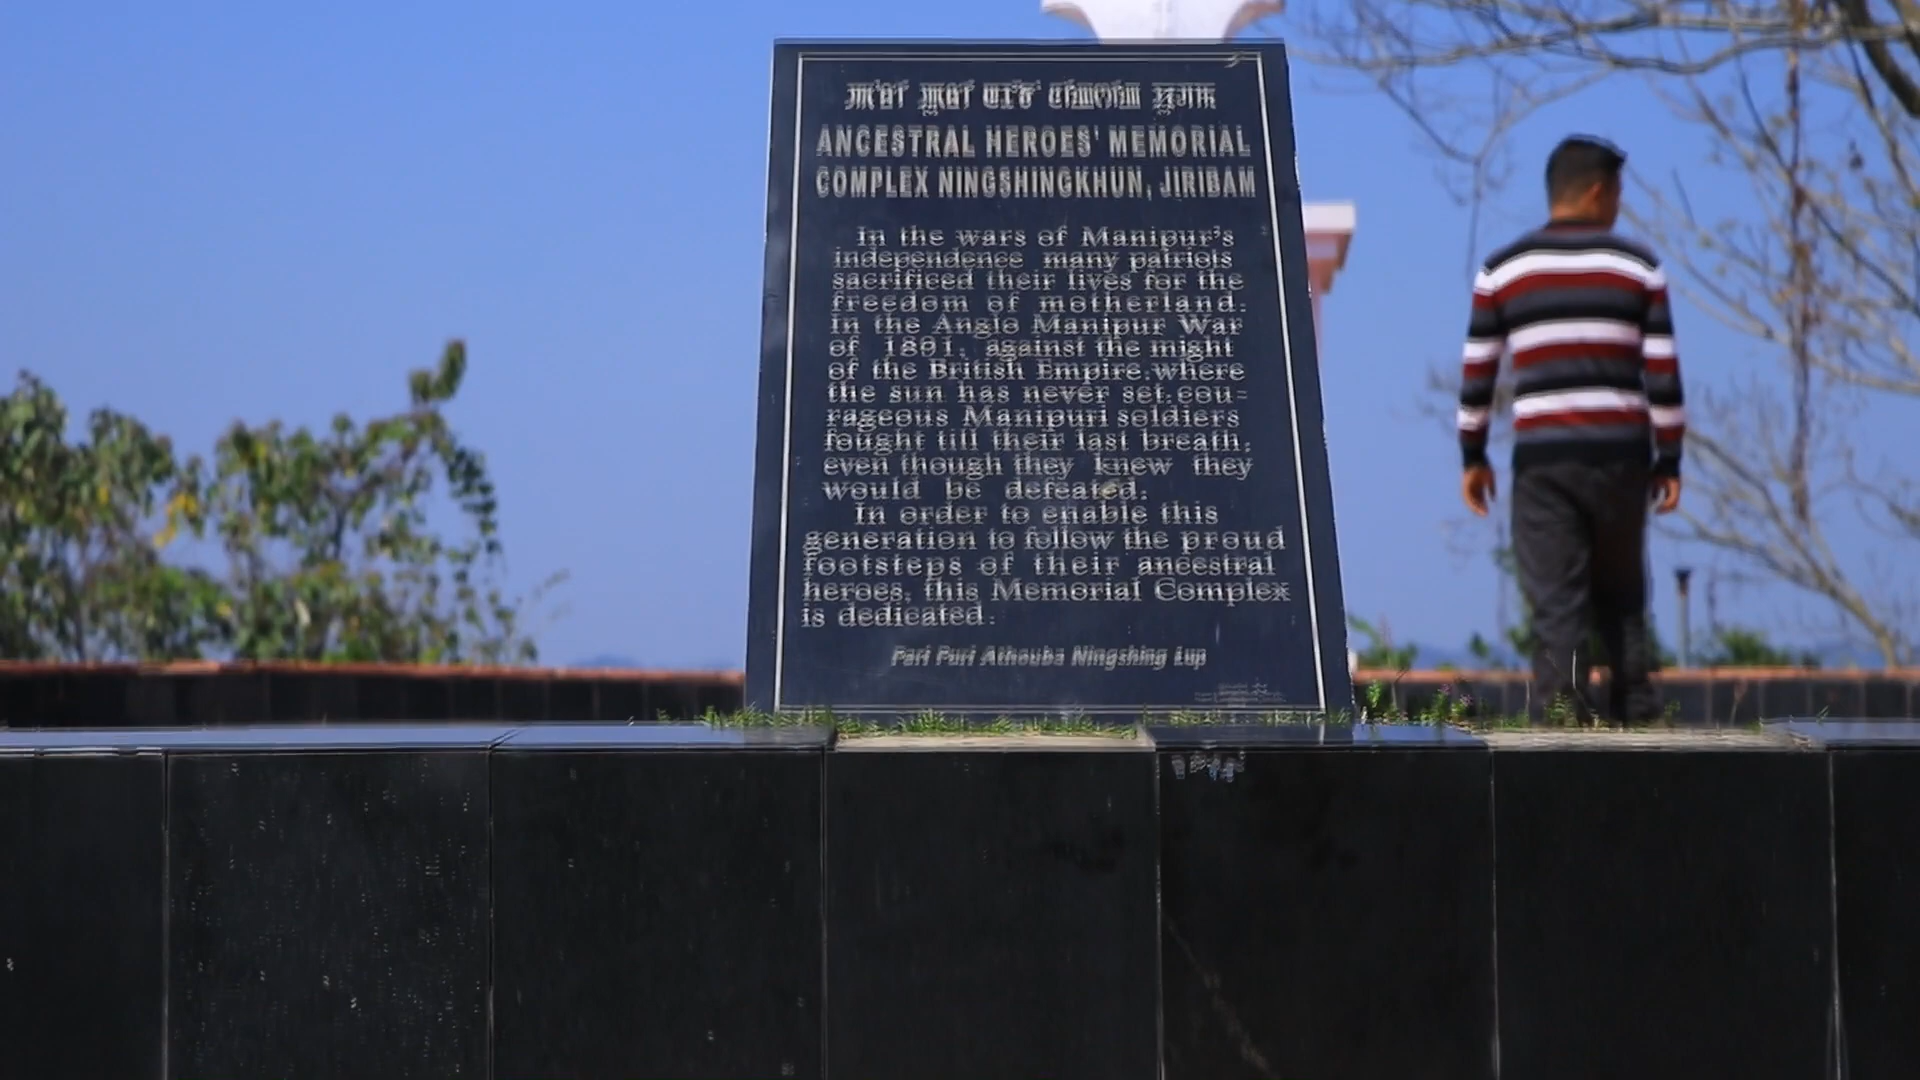 ANCESTRAL HEROES' MEMORIAL
COMPLEX NINGSHINGKHUN, JIRIBAM
In the wars of Manipur's
independence many patriots
sacrificed their lives for the
freedom of motherland.
In the Anglo Manipur War
of 1891, against the might
of the British Empire, where
the sun has never set, cou-
rageous Manipuri soldiers
fought till their last breath,
even though they knew they
would be defeated.
In order to enable this
generation to follow the proud
footsteps of their ancestral
heroes, this Memorial Complex
is dedicated.
Pari Puri Athouba Ningshing Lup